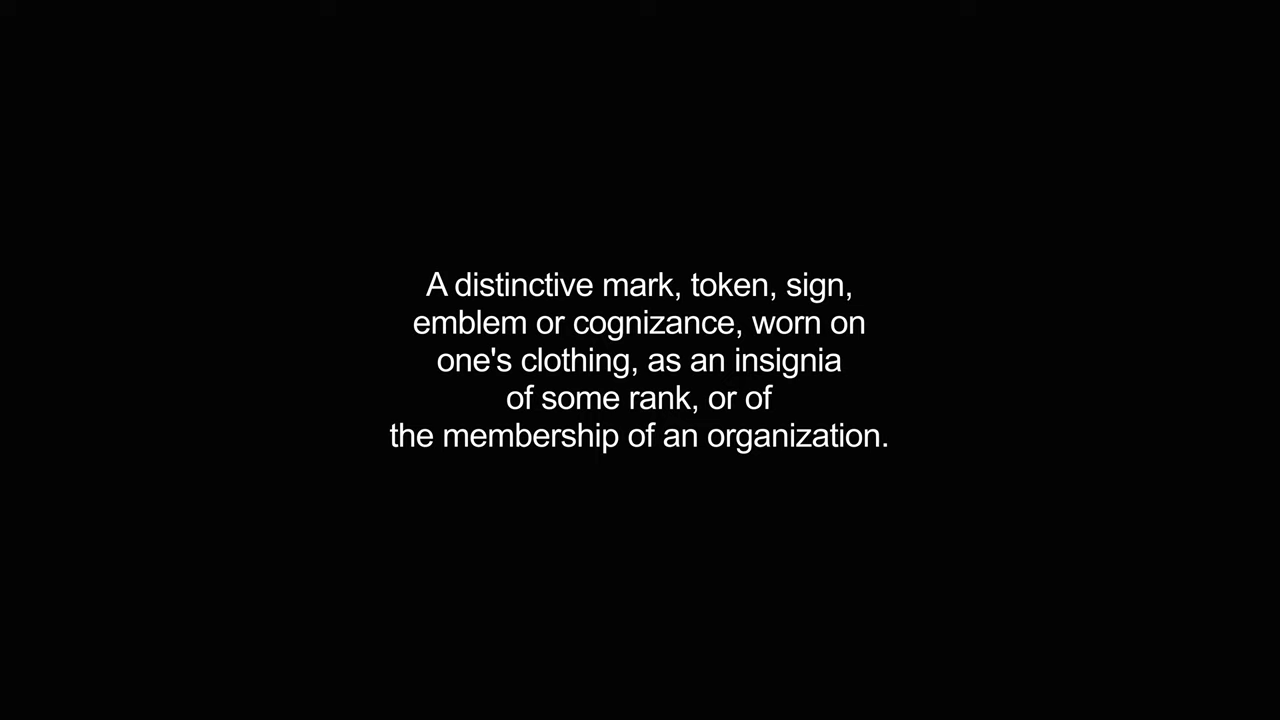 A distinctive mark, token, sign,
emblem or cognizance, worn on
one's clothing, as an insignia
of some rank, or of
the membership of an organization.